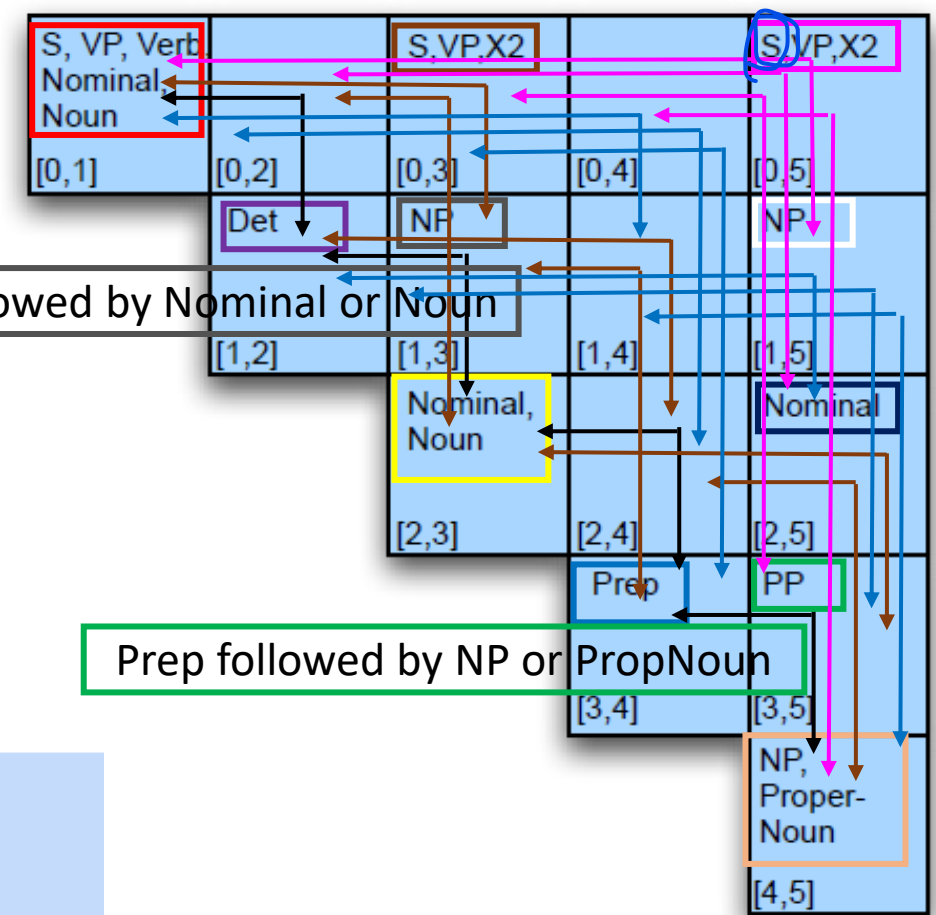 S, VP, Verb,
Nominal,
Noun
[0,1]
[0,2]
S,VP,X2
[0,3]
[0,4]
S,VP,X2
[0,5]
Det
[1,2]
NP
[1,3]
[1,4]
NP
[1,5]
owed by Nominal or Noun
Nominal,
Noun
[2,3]
[2,4]
Nominal
[2,5]
Prep
[3,4]
PP
[3,5]
Prep followed by NP or PropNoun
NP,
Proper-
Noun
[4,5]